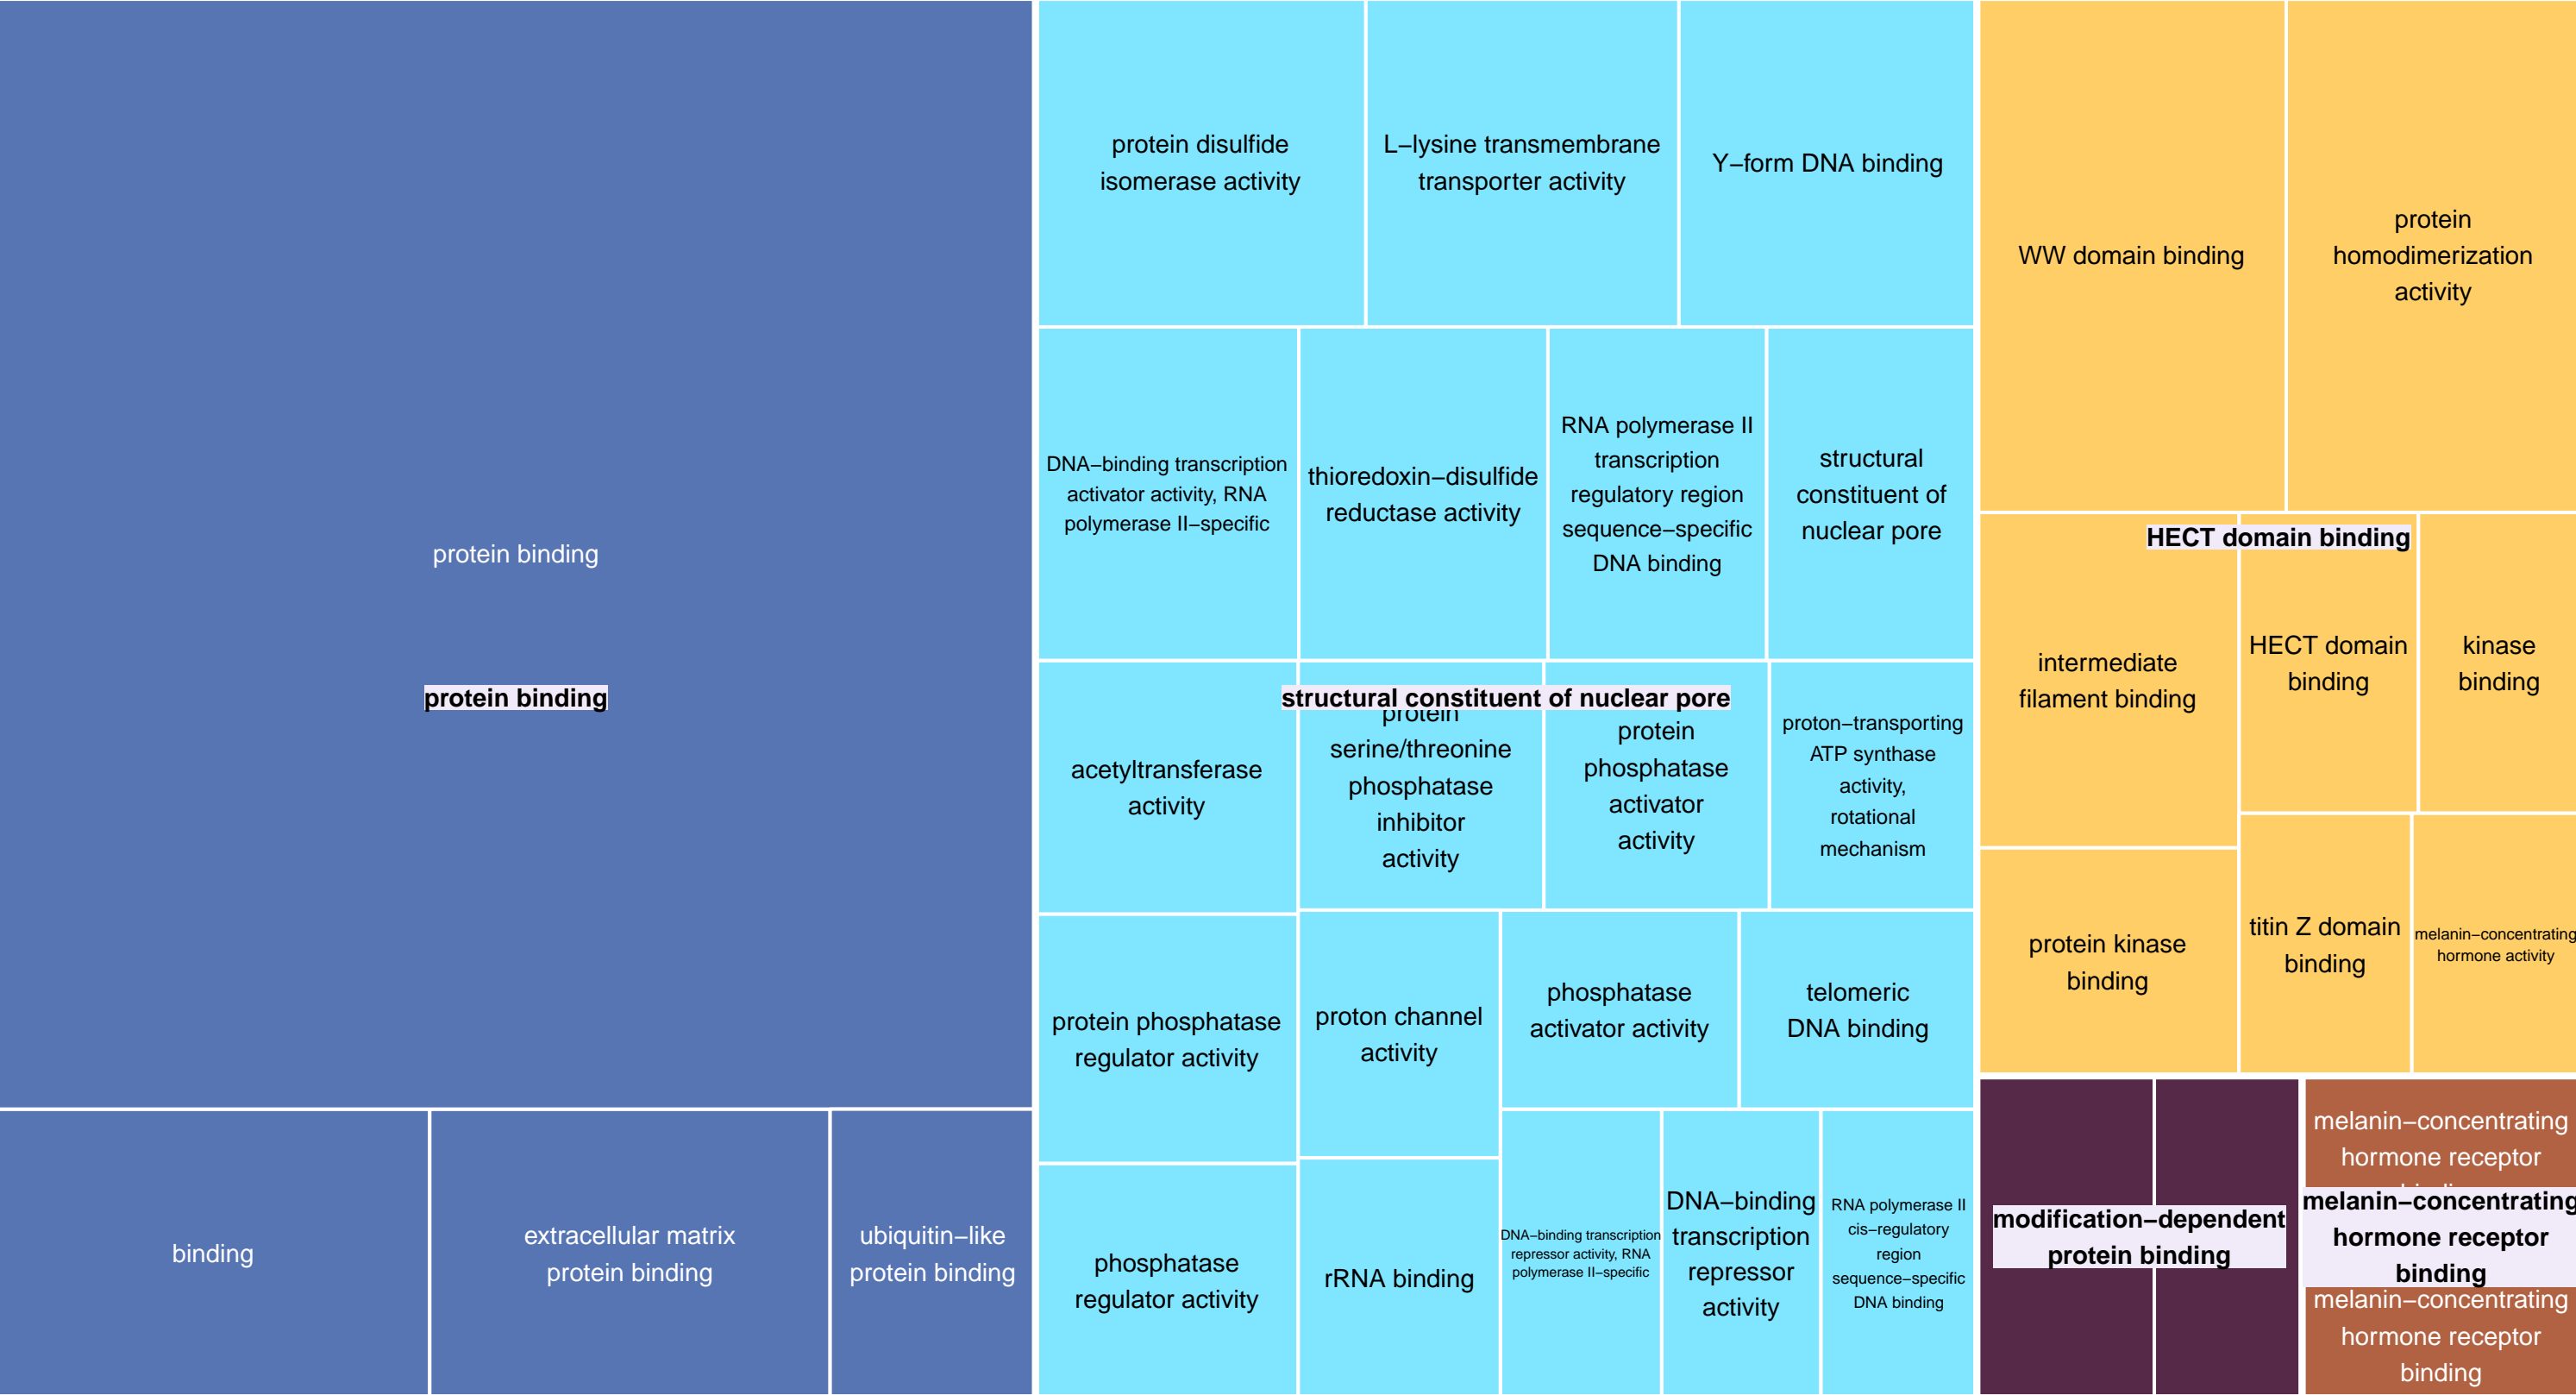 protein binding
protein binding
binding
extracellular matrix
protein binding
ubiquitin−like
protein binding
protein disulfide
isomerase activity
L−lysine transmembrane
transporter activity
Y−form DNA binding
DNA−binding transcription
activator activity, RNA
polymerase II−specific
thioredoxin−disulfide
reductase activity
RNA polymerase II
transcription
regulatory region
sequence−specific
DNA binding
structural
constituent of
nuclear pore
structural constituent of nuclear pore
acetyltransferase
activity
protein
serine/threonine
phosphatase
inhibitor
activity
protein
phosphatase
activator
activity
proton−transporting
ATP synthase
activity,
rotational
mechanism
protein phosphatase
regulator activity
proton channel
activity
phosphatase
activator activity
telomeric
DNA binding
phosphatase
regulator activity
rRNA binding
DNA−binding transcription
repressor activity, RNA
polymerase II−specific
DNA−binding
transcription
repressor
activity
RNA polymerase II
cis−regulatory
region
sequence−specific
DNA binding
WW domain binding
protein
homodimerization
activity
HECT domain binding
intermediate
filament binding
HECT domain
binding
kinase
binding
protein kinase
binding
titin Z domain
binding
melanin−concentrating
hormone activity
modification−dependent
protein binding
melanin−concentrating
hormone receptor
melanin−concentrating
hormone receptor
binding
melanin−concentrating
hormone receptor
binding